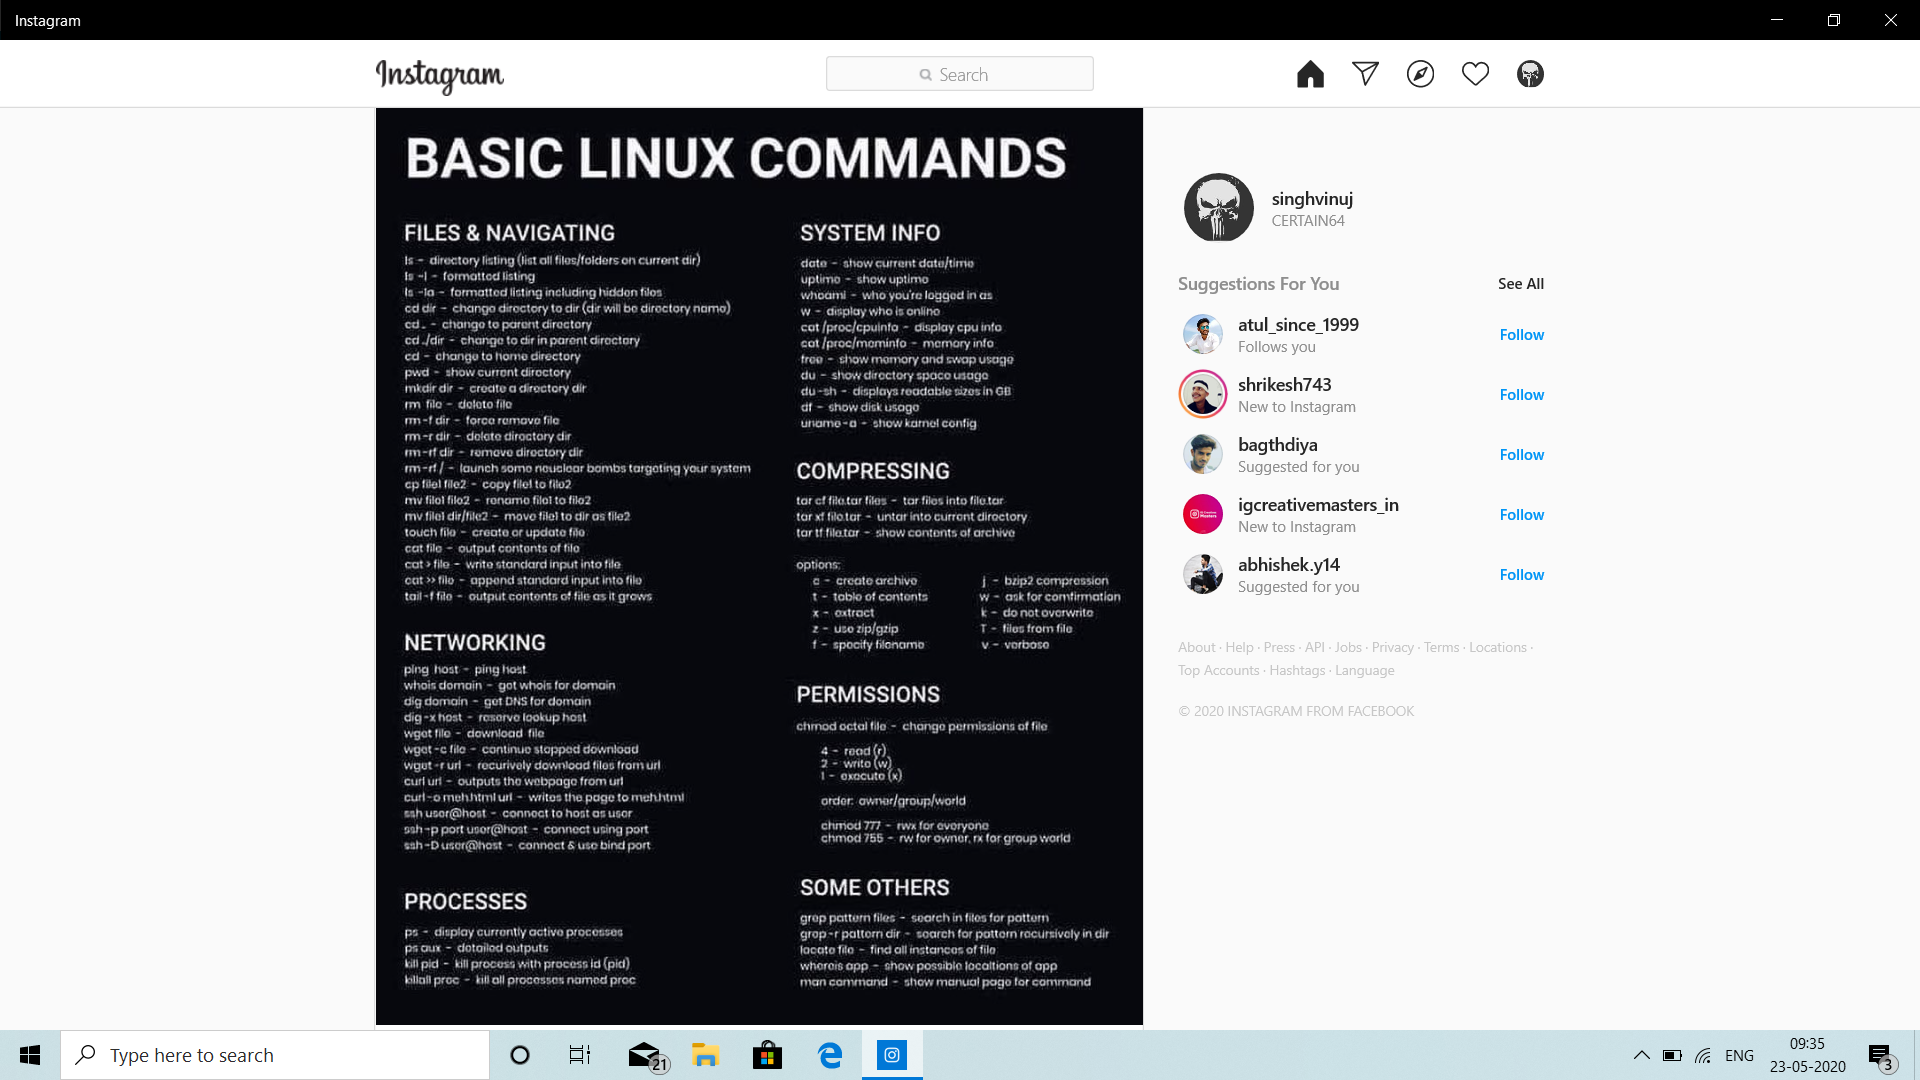 Instagram
Instagram
Search
BASIC LINUX COMMANDS
FILES & NAVIGATING
ls - directory listing (list all files/folders on current dir)
ls -l - formatted listing
ls -la - formatted listing including hidden files
cd dir - change directory to dir (dir will be directory name)
cd .. - change to parent directory
cd ../dir - change to dir in parent directory
cd - change to home directory
pwd - show current directory
mkdir dir - create a directory dir
rm file - delete file
rm -f dir - force remove file
rm -r dir - delete directory dir
rm -rf dir - remove directory dir
rm -rf / - launch some neuclear bombs targeting your system
cp file1 file2 - copy file1 to file2
mv file1 file2 - rename file1 to file2
mv file1 dir/file2 - move file1 to dir as file2
touch file - create or update file
cat file - output contents of file
cat > file - write standard input into file
cat >> file - append standard input into file
tail -f file - output contents of file as it grows
NETWORKING
ping host - ping host
whois domain - get whois for domain
dig domain - get DNS for domain
dig -x host - reserve lookup host
wget file - download file
wget -c file - continue stopped download
wget -r url - recurively download files from url
curl url - outputs the webpage from url
curl -o meh.html url - writes the page to meh.html
ssh user@host - connect to host as user
ssh -p port user@host - connect using port
ssh -D user@host - connect & use bind port
PROCESSES
ps - display currently active processes
ps aux - detailed outputs
kill pid - kill process with process id (pid)
killall proc - kill all processes named proc
SYSTEM INFO
date - show current date/time
uptime - show uptime
whoami - who you're logged in as
w - display who is online
cat /proc/cpuinfo - display cpu info
cat /proc/meminfo - memory info
free - show memory and swap usage
du - show directory space usage
du -sh - displays readable sizes in GB
df - show disk usage
uname -a - show karnel config
COMPRESSING
tar cf file.tar files - tar files into file.tar
tar xf file.tar - untar into current directory
tar tf file.tar - show contents of archive
options:
c - create archive
t - table of contents
x - extract
z - use zip/gzip
f - specify filename
j - bzip2 compression
w - ask for comfirmation
k - do not overwrite
T - files from file
v - verbose
PERMISSIONS
chmod octal file - change permissions of file
4 - read (r)
2 - write (w)
1 - execute (x)
order: owner/group/world
chmod 777 - rwx for everyone
chmod 755 - rw for owner, rx for group world
SOME OTHERS
grep pattern files - search in files for pattern
grep -r pattern dir - search for pattern recursively in dir
locate file - find all instances of file
whereis app - show possible localtions of app
man command - show manual page for command
singhvinuj
CERTAIN64
Suggestions For You See All
atul_since_1999
Follows you
Follow
shrikesh743
New to Instagram
Follow
bagthdiya
Suggested for you
Follow
igcreativemasters_in
New to Instagram
Follow
abhishek.y14
Suggested for you
Follow
About · Help · Press · API · Jobs · Privacy · Terms · Locations ·
Top Accounts · Hashtags · Language
© 2020 INSTAGRAM FROM FACEBOOK
Type here to search
21
ENG
09:35
23-05-2020
3